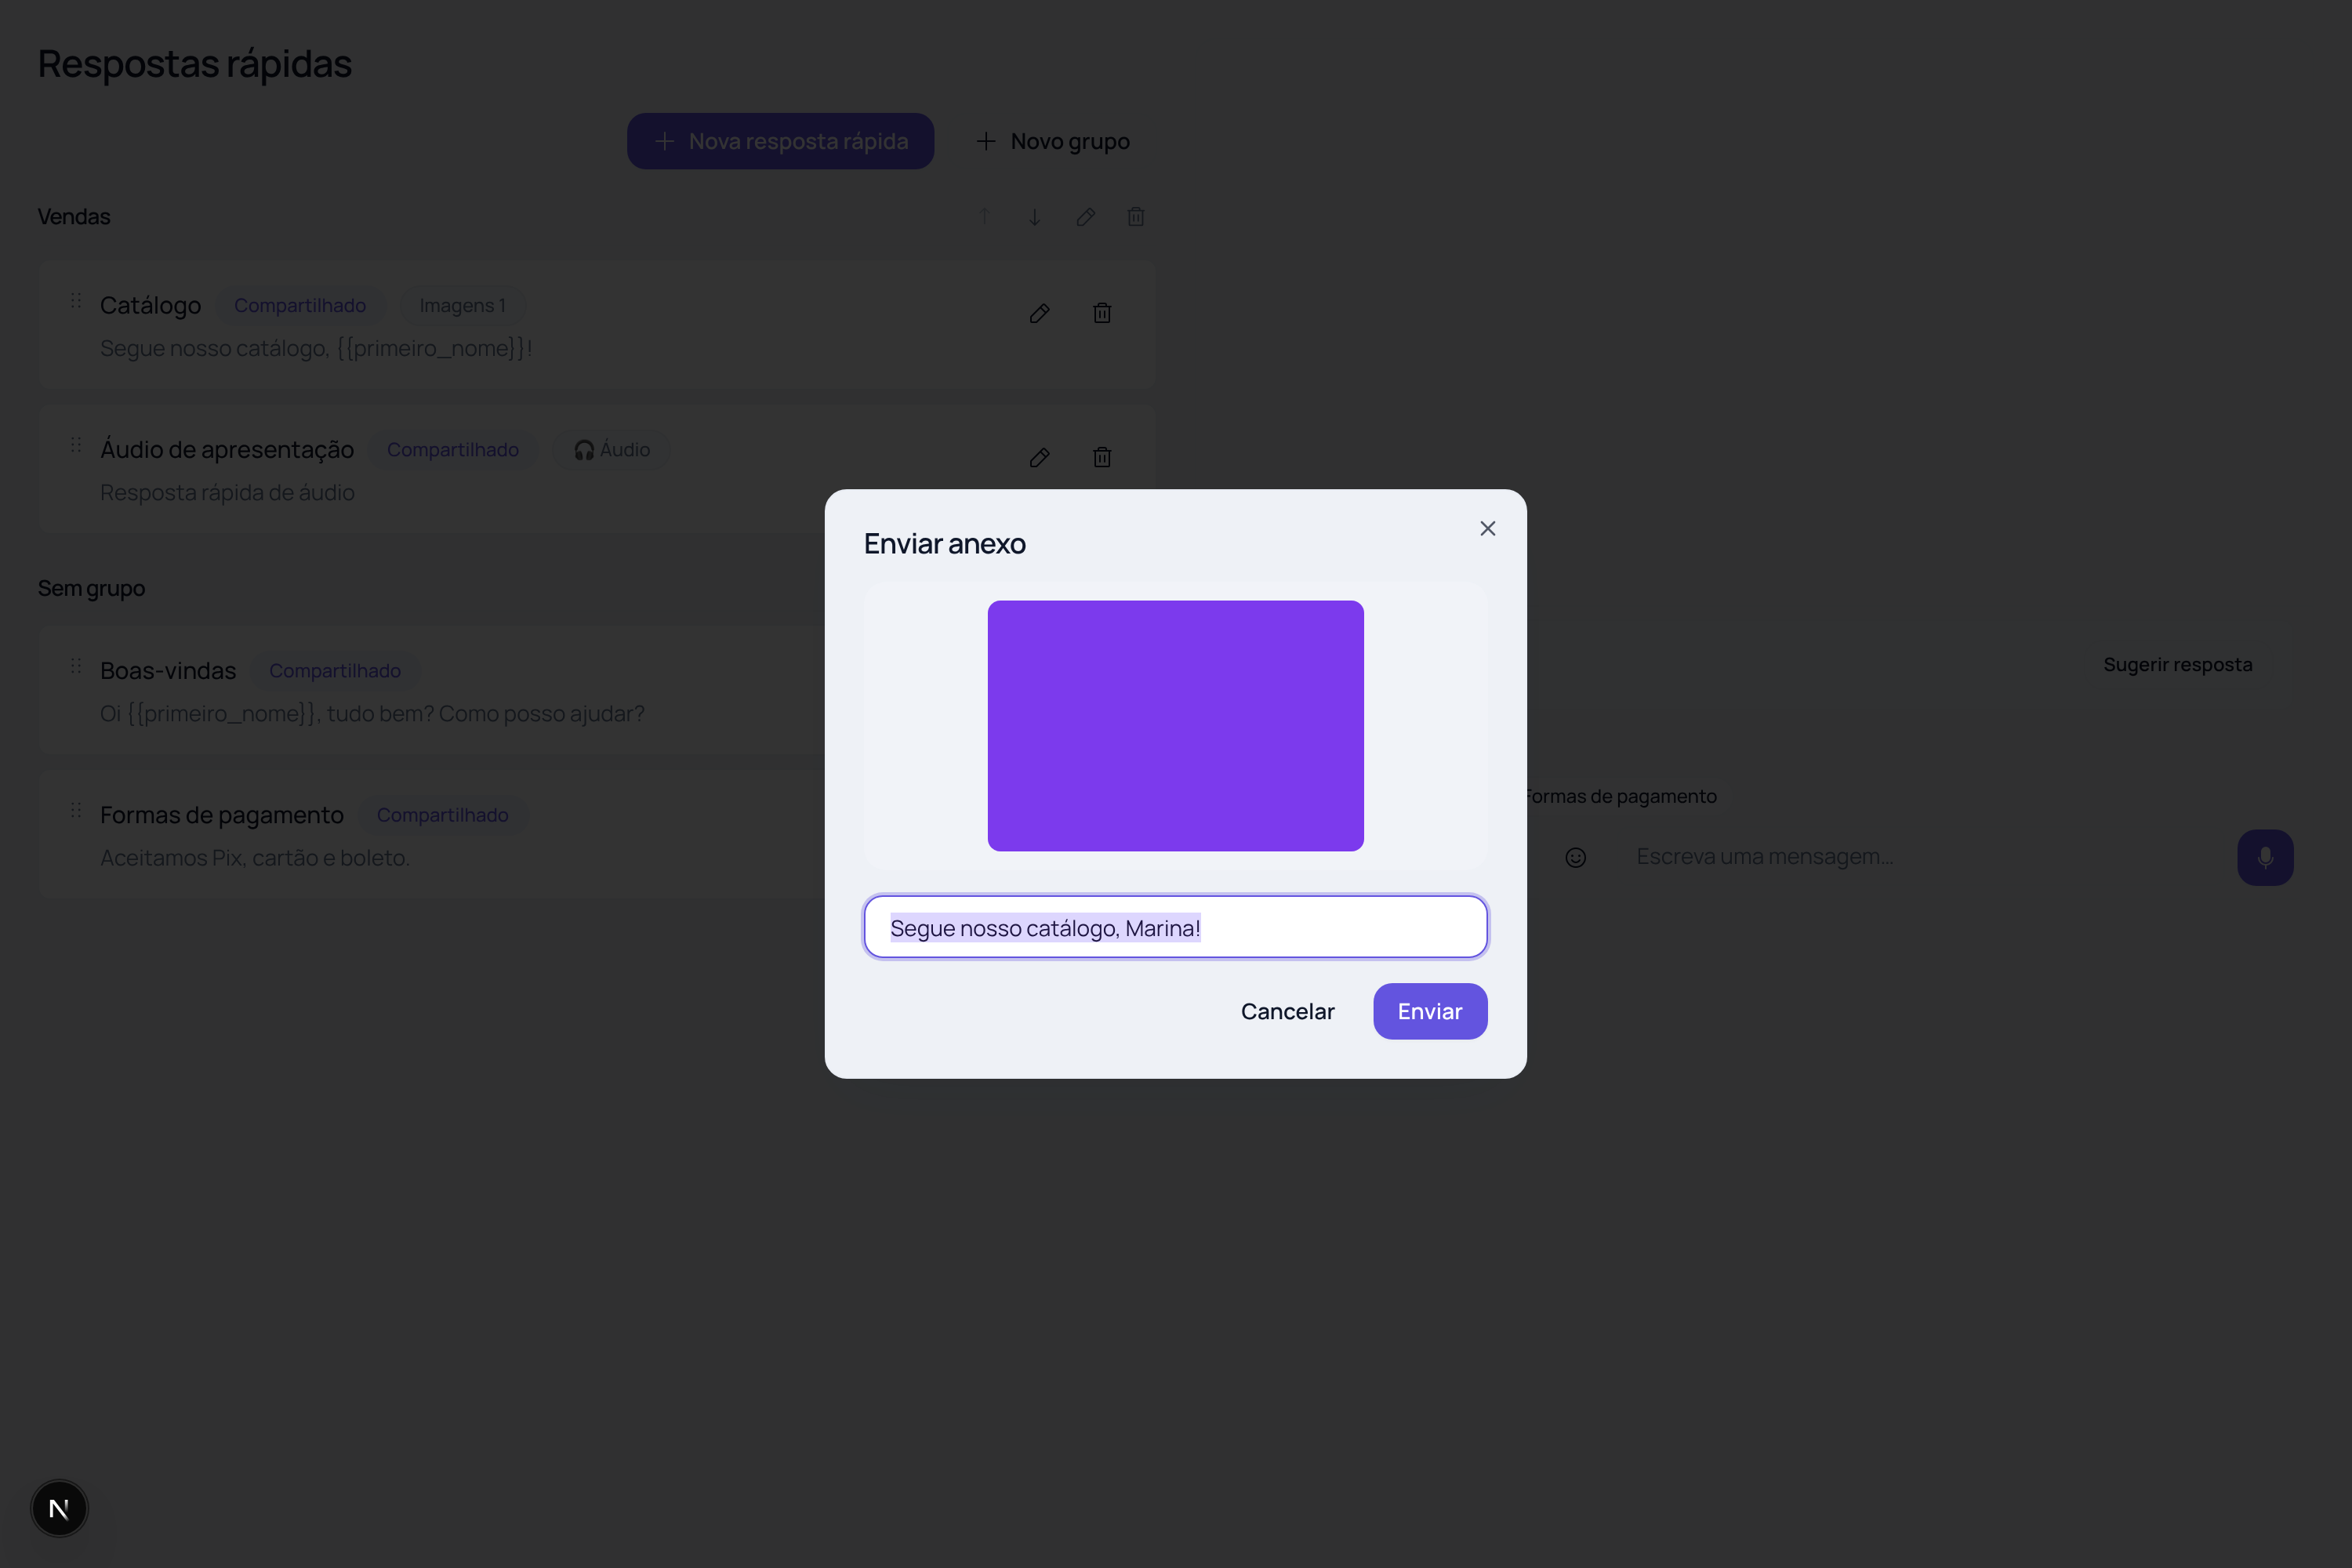 Respostas rápidas
Nova resposta rápida
Novo grupo
Vendas
Catálogo Compartilhado Imagens 1
Segue nosso catálogo, {{primeiro_nome}}!
Áudio de apresentação Compartilhado 🎧 Áudio
Resposta rápida de áudio
Sem grupo
Boas-vindas Compartilhado
Oi {{primeiro_nome}}, tudo bem? Como posso ajudar?
Formas de pagamento Compartilhado
Aceitamos Pix, cartão e boleto.
Enviar anexo
Segue nosso catálogo, Marina!
Cancelar Enviar
Sugerir resposta
Formas de pagamento
Escreva uma mensagem...
N